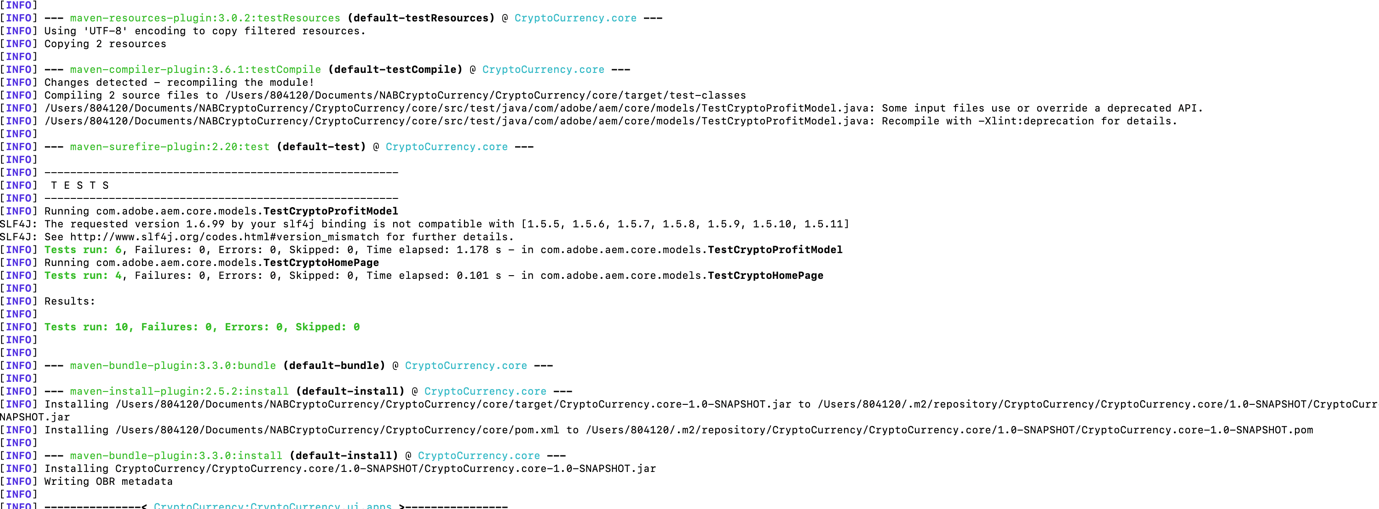 [INFO]
[INFO] --- maven-resources-plugin:3.0.2:testResources (default-testResources) @ CryptoCurrency.core ---
[INFO] Using 'UTF-8' encoding to copy filtered resources.
[INFO] Copying 2 resources
[INFO]
[INFO] --- maven-compiler-plugin:3.6.1:testCompile (default-testCompile) @ CryptoCurrency.core ---
[INFO] Changes detected - recompiling the module!
[INFO] Compiling 2 source files to /Users/804120/Documents/NABCryptoCurrency/CryptoCurrency/core/target/test-classes
[INFO] /Users/804120/Documents/NABCryptoCurrency/CryptoCurrency/core/src/test/java/com/adobe/aem/core/models/TestCryptoProfitModel.java: Some input files use or override a deprecated API.
[INFO] /Users/804120/Documents/NABCryptoCurrency/CryptoCurrency/core/src/test/java/com/adobe/aem/core/models/TestCryptoProfitModel.java: Recompile with -Xlint:deprecation for details.
[INFO]
[INFO] --- maven-surefire-plugin:2.20:test (default-test) @ CryptoCurrency.core ---
[INFO]
[INFO] -------------------------------------------------------
[INFO]  T E S T S
[INFO] -------------------------------------------------------
[INFO] Running com.adobe.aem.core.models.TestCryptoProfitModel
SLF4J: The requested version 1.6.99 by your slf4j binding is not compatible with [1.5.5, 1.5.6, 1.5.7, 1.5.8, 1.5.9, 1.5.10, 1.5.11]
SLF4J: See http://www.slf4j.org/codes.html#version_mismatch for further details.
[INFO] Tests run: 6, Failures: 0, Errors: 0, Skipped: 0, Time elapsed: 1.178 s - in com.adobe.aem.core.models.TestCryptoProfitModel
[INFO] Running com.adobe.aem.core.models.TestCryptoHomePage
[INFO] Tests run: 4, Failures: 0, Errors: 0, Skipped: 0, Time elapsed: 0.101 s - in com.adobe.aem.core.models.TestCryptoHomePage
[INFO]
[INFO] Results:
[INFO]
[INFO] Tests run: 10, Failures: 0, Errors: 0, Skipped: 0
[INFO]
[INFO]
[INFO] --- maven-bundle-plugin:3.3.0:bundle (default-bundle) @ CryptoCurrency.core ---
[INFO]
[INFO] --- maven-install-plugin:2.5.2:install (default-install) @ CryptoCurrency.core ---
[INFO] Installing /Users/804120/Documents/NABCryptoCurrency/CryptoCurrency/core/target/CryptoCurrency.core-1.0-SNAPSHOT.jar to /Users/804120/.m2/repository/CryptoCurrency/CryptoCurrency.core/1.0-SNAPSHOT/CryptoCurr
NAPSHOT.jar
[INFO] Installing /Users/804120/Documents/NABCryptoCurrency/CryptoCurrency/core/pom.xml to /Users/804120/.m2/repository/CryptoCurrency/CryptoCurrency.core/1.0-SNAPSHOT/CryptoCurrency.core-1.0-SNAPSHOT.pom
[INFO]
[INFO] --- maven-bundle-plugin:3.3.0:install (default-install) @ CryptoCurrency.core ---
[INFO] Installing CryptoCurrency/CryptoCurrency.core/1.0-SNAPSHOT/CryptoCurrency.core-1.0-SNAPSHOT.jar
[INFO] Writing OBR metadata
[INFO]
[INFO] ---------------< CryptoCurrency:CryptoCurrency.ui.apps >----------------